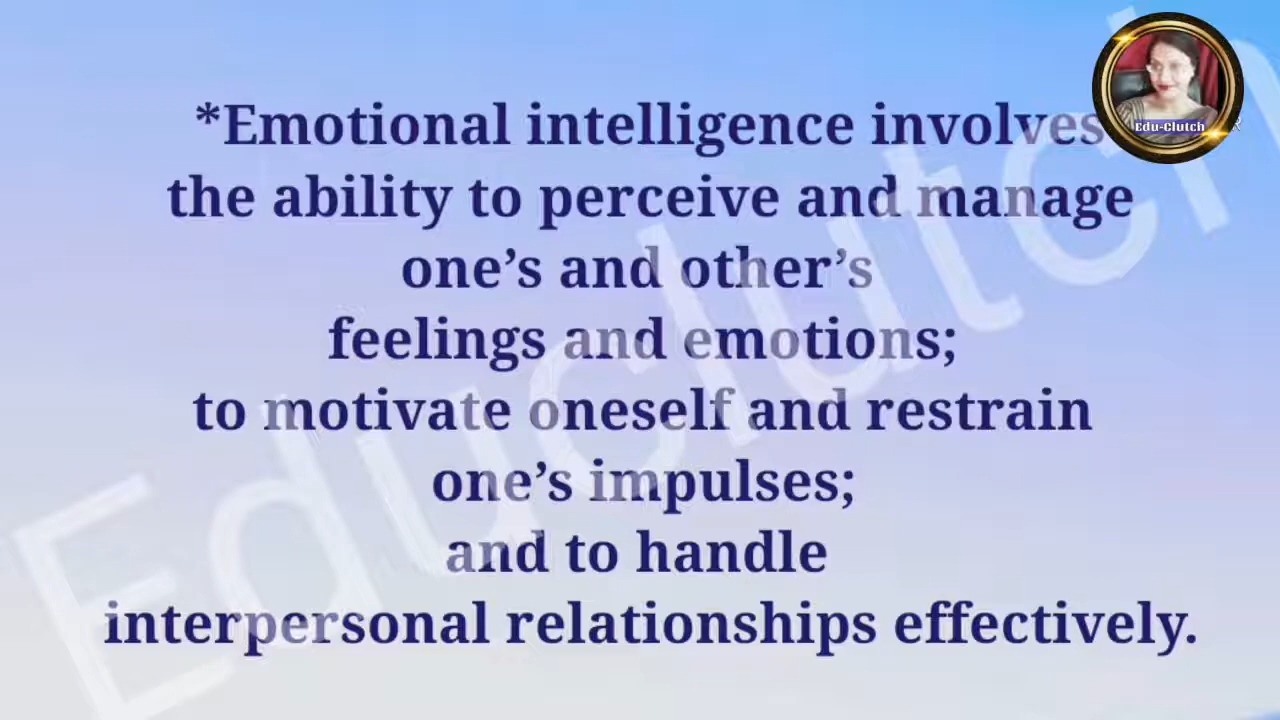 *Emotional intelligence involves
the ability to perceive and manage
one’s and other’s
feelings and emotions;
to motivate oneself and restrain
one’s impulses;
and to handle
interpersonal relationships effectively.
Edu-Clutch
Educlutch